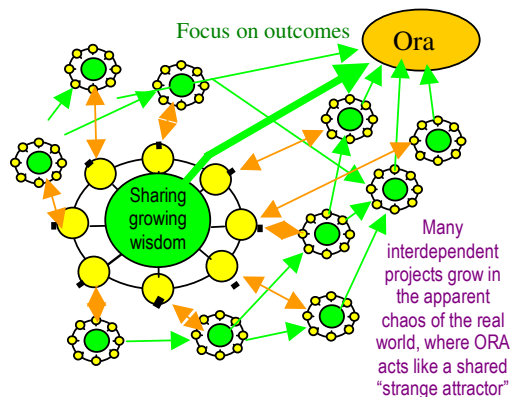 Focus on outcomes
Ora
Sharing
growing
wisdom
Many
interdependent
projects grow in
the apparent
chaos of the real
world, where ORA
acts like a shared
“strange attractor”